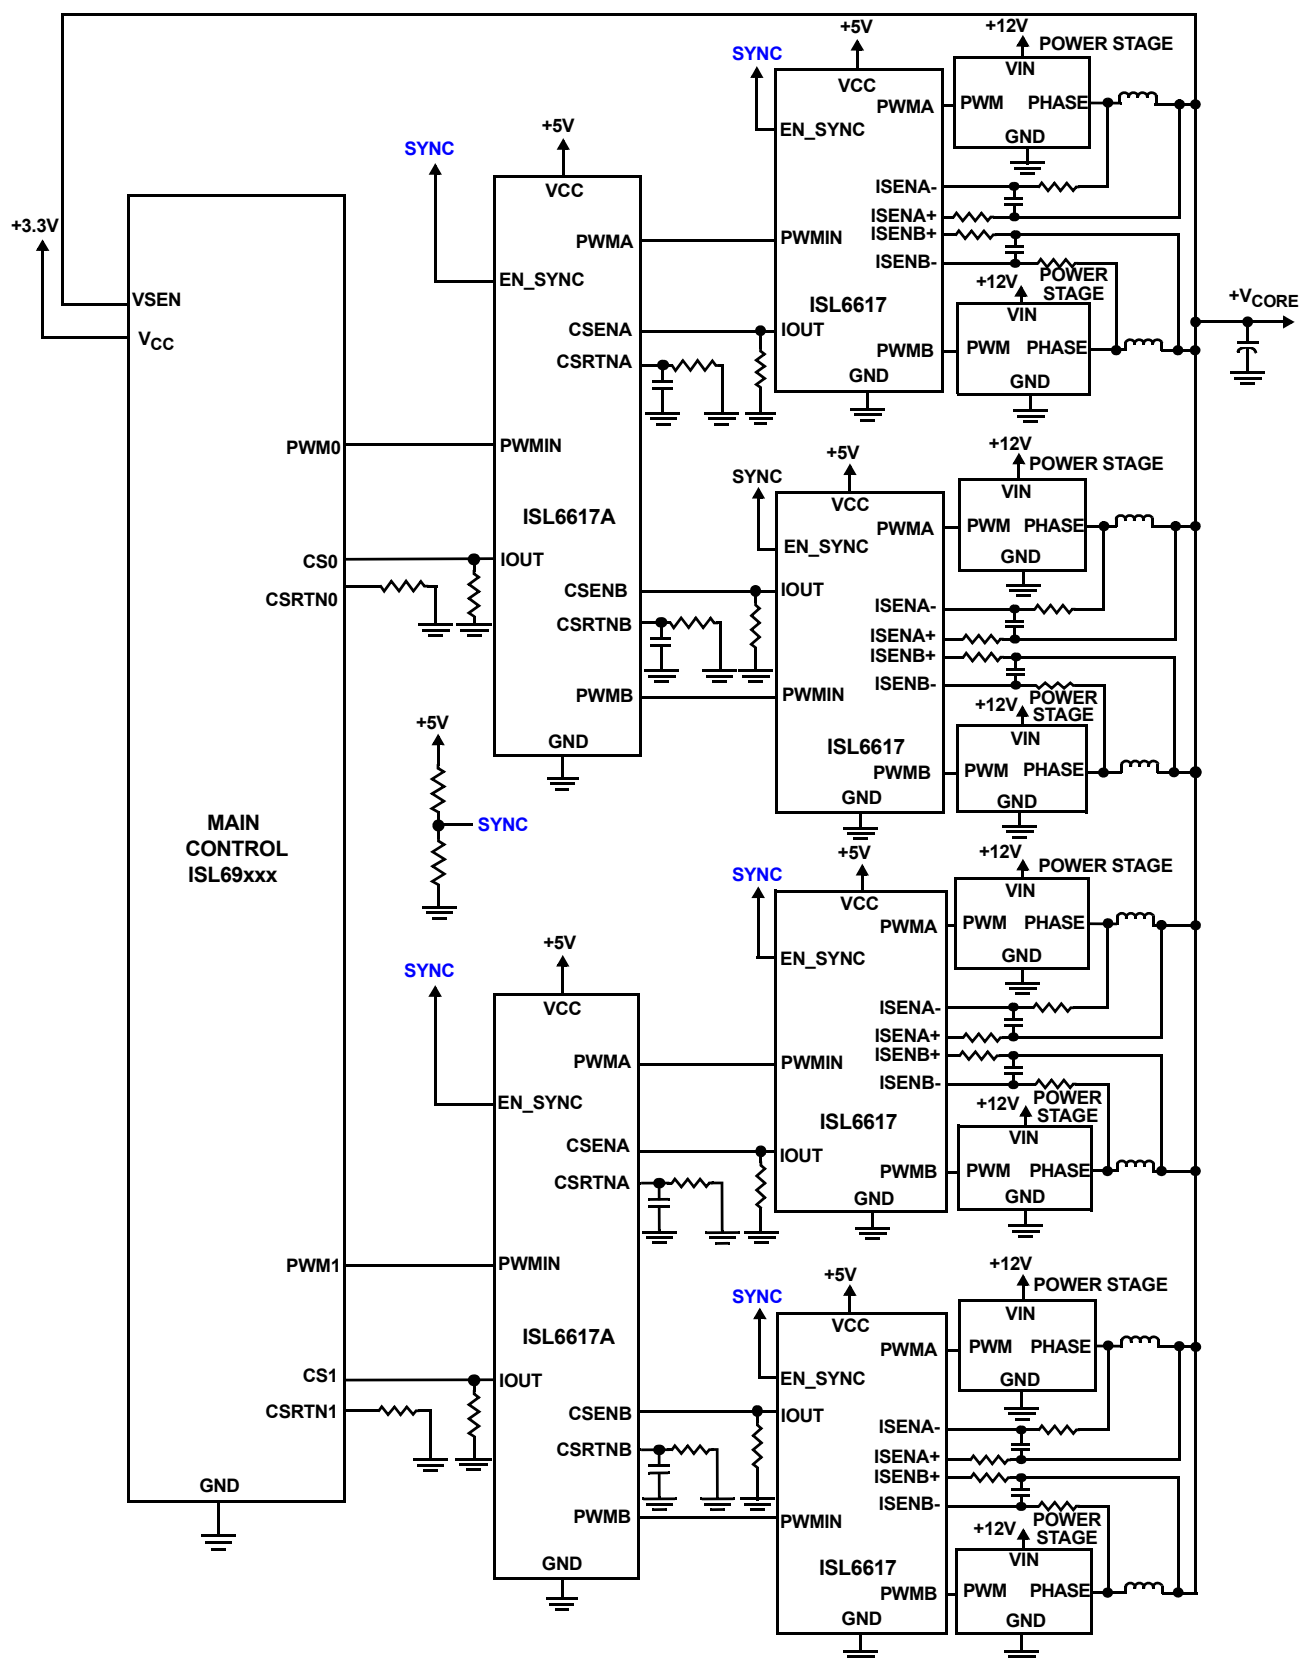 +5V
+12V
POWER STAGE
SYNC
VIN
VCC
PWMA
PWM
PHASE
EN_SYNC
GND
ISENA-
ISENA+
PWMIN
ISENB+
ISENB-
+12V
POWER
STAGE
ISL6617
VIN
IOUT
PWMB
PWM
PHASE
GND
GND
+VCORE
+5V
SYNC
VCC
PWMA
EN_SYNC
CSENA
CSRTNA
PWMIN
ISL6617A
IOUT
CSENB
CSRTNB
PWMB
GND
+3.3V
VSEN
VCC
PWM0
CS0
CSRTN0
MAIN
CONTROL
ISL69xxx
PWM1
CS1
CSRTN1
GND
+5V
SYNC
+5V
+12V
POWER STAGE
SYNC
VIN
VCC
PWMA
PWM
PHASE
EN_SYNC
GND
IOUT
ISENA-
ISENA+
ISENB+
ISENB-
PWMIN
+12V
POWER
STAGE
VIN
ISL6617
PWMB
PWM
PHASE
GND
GND
+5V
+12V
POWER STAGE
SYNC
VIN
VCC
PWMA
PWM
PHASE
EN_SYNC
GND
ISENA-
ISENA+
ISENB+
PWMIN
ISENB-
+12V
POWER
STAGE
ISL6617
VIN
IOUT
PWMB
PWM
PHASE
GND
GND
+5V
SYNC
VCC
PWMA
EN_SYNC
CSENA
CSRTNA
PWMIN
ISL6617A
IOUT
CSENB
CSRTNB
PWMB
GND
+5V
+12V
POWER STAGE
SYNC
VIN
VCC
PWMA
PWM
PHASE
EN_SYNC
GND
IOUT
ISENA-
ISENA+
ISENB+
ISENB-
PWMIN
+12V
POWER
STAGE
VIN
ISL6617
PWMB
PWM
PHASE
GND
GND